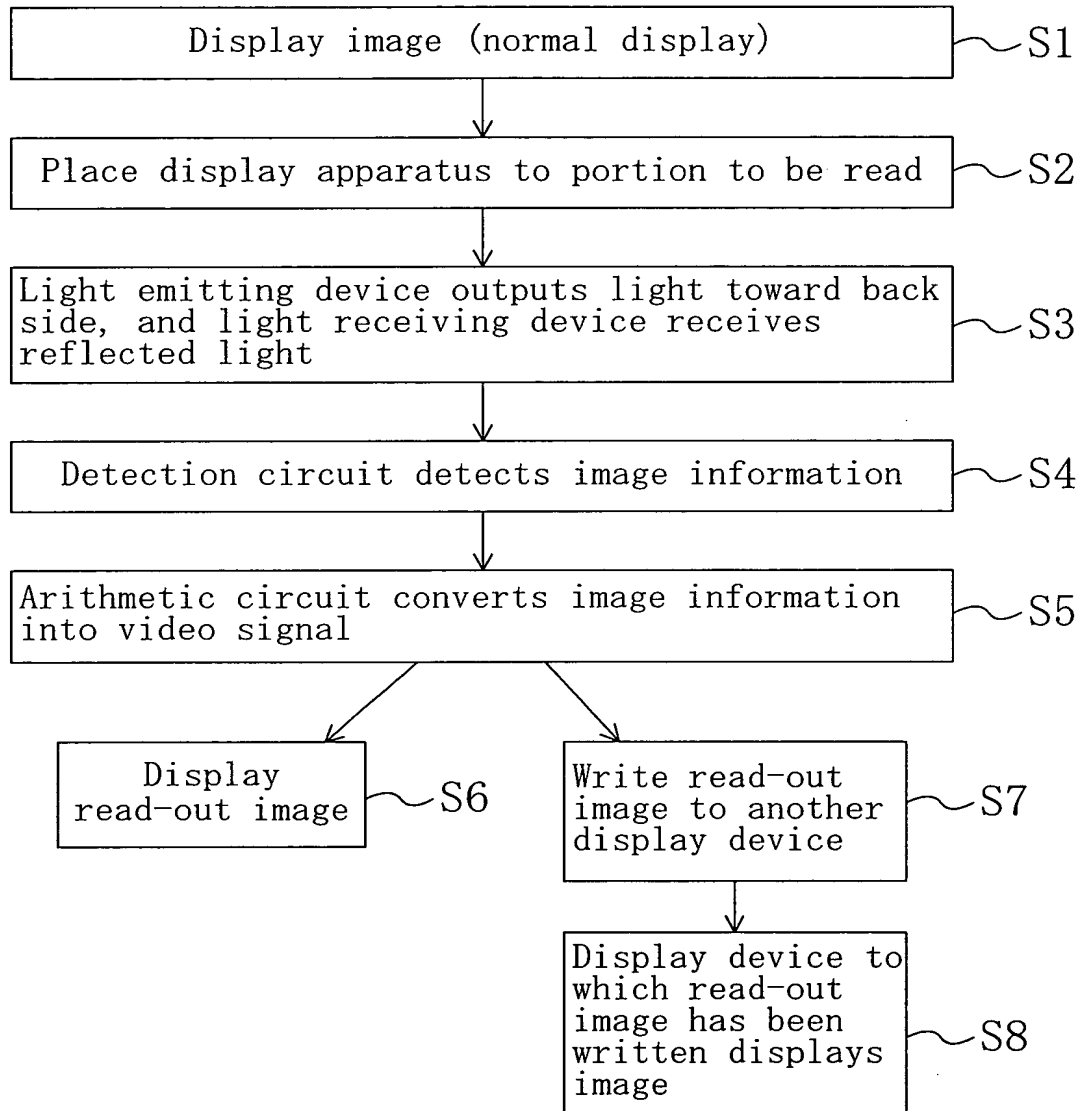 Display image (normal display)
S1
Place display apparatus to portion to be read
S2
Light emitting device outputs light toward back
side, and light receiving device receives
reflected light
S3
Detection circuit detects image information
S4
Arithmetic circuit converts image information
into video signal
S5
Display
read-out image
S6
Write read-out
image to another
display device
S7
Display device to
which read-out
image has been
written displays
image
S8